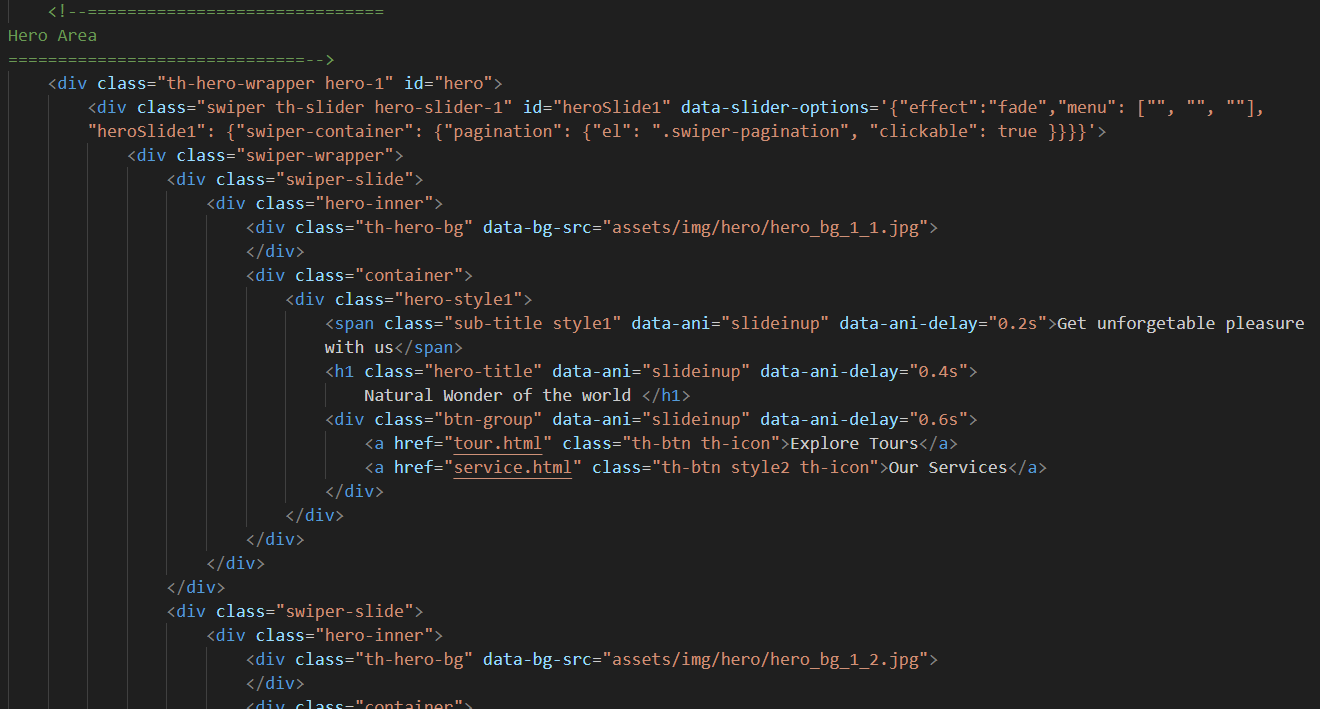 <!--==============================
Hero Area
==============================-->
<div class="th-hero-wrapper hero-1" id="hero">
<div class="swiper th-slider hero-slider-1" id="heroSlide1" data-slider-options='{"effect":"fade","menu": ["", "", ""],
"heroSlide1": {"swiper-container": {"pagination": {"el": ".swiper-pagination", "clickable": true }}}}'>
<div class="swiper-wrapper">
<div class="swiper-slide">
<div class="hero-inner">
<div class="th-hero-bg" data-bg-src="assets/img/hero/hero_bg_1_1.jpg">
</div>
<div class="container">
<div class="hero-style1">
<span class="sub-title style1" data-ani="slideinup" data-ani-delay="0.2s">Get unforgetable pleasure
with us</span>
<h1 class="hero-title" data-ani="slideinup" data-ani-delay="0.4s">
Natural Wonder of the world </h1>
<div class="btn-group" data-ani="slideinup" data-ani-delay="0.6s">
<a href="tour.html" class="th-btn th-icon">Explore Tours</a>
<a href="service.html" class="th-btn style2 th-icon">Our Services</a>
</div>
</div>
</div>
</div>
</div>
<div class="swiper-slide">
<div class="hero-inner">
<div class="th-hero-bg" data-bg-src="assets/img/hero/hero_bg_1_2.jpg">
</div>
<div class="container">